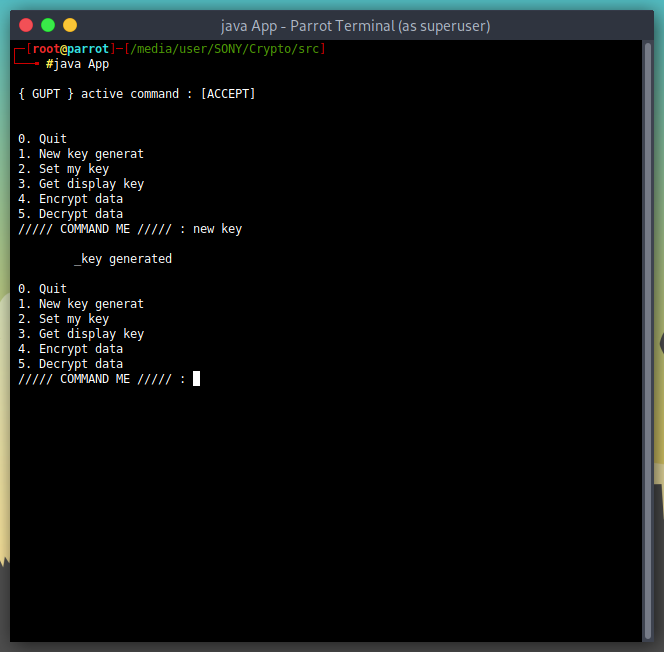 java App - Parrot Terminal (as superuser)
┌─[root@parrot]─[/media/user/SONY/Crypto/src]
└──╼ #java App
{ GUPT } active command : [ACCEPT]
0. Quit
1. New key generat
2. Set my key
3. Get display key
4. Encrypt data
5. Decrypt data
///// COMMAND ME ///// : new key
_key generated
0. Quit
1. New key generat
2. Set my key
3. Get display key
4. Encrypt data
5. Decrypt data
///// COMMAND ME ///// :